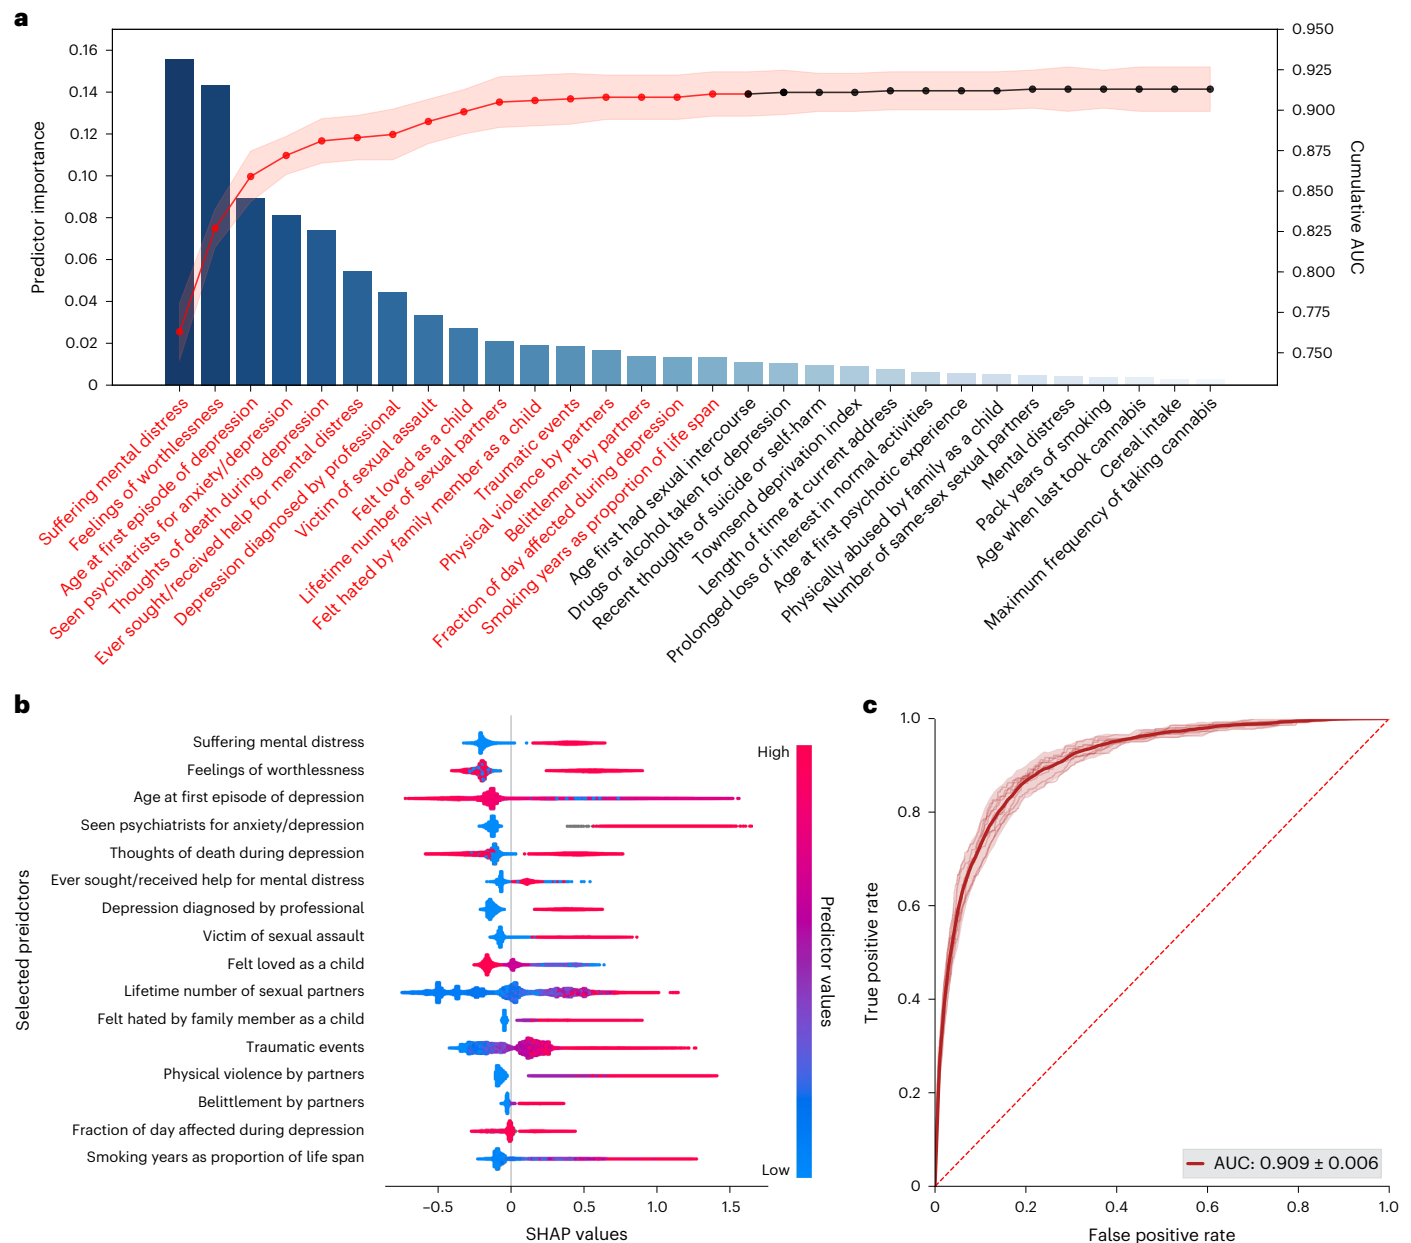 a
0.16
0.14
0.12
0.10
0.08
0.06
0.04
0.02
0
Predictor importance
0.950
0.925
0.900
0.875
0.850
0.825
0.800
0.775
0.750
Cumulative AUC
Suffering mental distress
Feelings of worthlessness
Age at first episode of depression
Seen psychiatrists for anxiety/depression
Thoughts of death during depression
Ever sought/received help for mental distress
Depression diagnosed by professional
Victim of sexual assault
Felt loved as a child
Lifetime number of sexual partners
Felt hated by family member as a child
Traumatic events
Physical violence by partners
Belittlement by partners
Fraction of day affected during depression
Smoking years as proportion of life span
Age first had sexual intercourse
Drugs or alcohol taken for depression
Recent thoughts of suicide or self-harm
Townsend deprivation index
Length of time at current address
Prolonged loss of interest in normal activities
Age at first psychotic experience
Physically abused by family as a child
Number of same-sex sexual partners
Mental distress
Pack years of smoking
Age when last took cannabis
Cereal intake
Maximum frequency of taking cannabis
b
Selected preidctors
Suffering mental distress
Feelings of worthlessness
Age at first episode of depression
Seen psychiatrists for anxiety/depression
Thoughts of death during depression
Ever sought/received help for mental distress
Depression diagnosed by professional
Victim of sexual assault
Felt loved as a child
Lifetime number of sexual partners
Felt hated by family member as a child
Traumatic events
Physical violence by partners
Belittlement by partners
Fraction of day affected during depression
Smoking years as proportion of life span
–0.5
0
0.5
1.0
1.5
SHAP values
High
Low
Predictor values
c
1.0
0.8
0.6
0.4
0.2
0
True positive rate
AUC: 0.909 ± 0.006
0
0.2
0.4
0.6
0.8
1.0
False positive rate